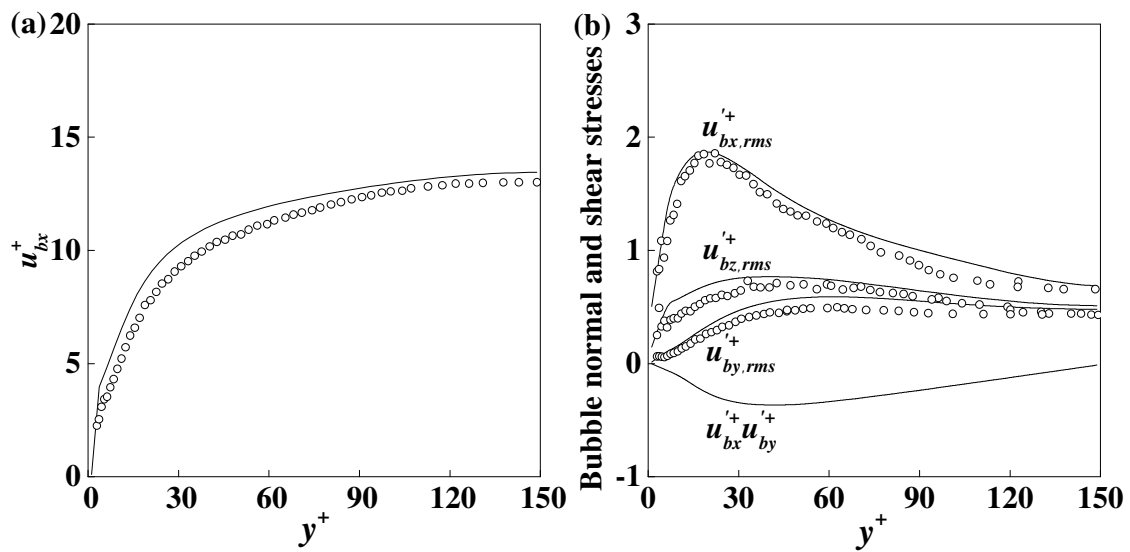 (a)
20
15
10
5
0
u⁺bx
0 30 60 90 120 150
y⁺
(b)
3
2
1
0
-1
Bubble normal and shear stresses
u'⁺bx,rms
u'⁺bz,rms
u'⁺by,rms
u'⁺bx u'⁺by
0 30 60 90 120 150
y⁺